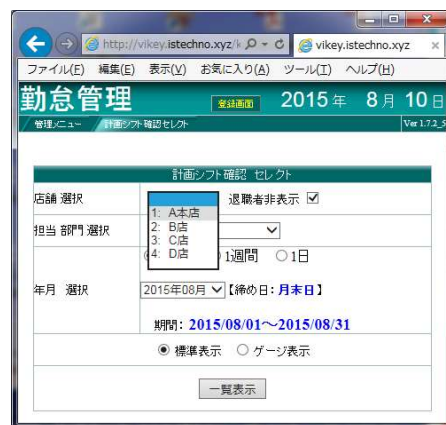 http://vikey.istechno.xyz/k
vikey.istechno.xyz
ファイル(F) 編集(E) 表示(V) お気に入り(A) ツール(T) ヘルプ(H)
勤怠管理 登録画面 2015年 8月 10日
管理メニュー 計画シフト確認セレクト Ver 1.7.2_5
計画シフト確認 セレクト
店舗 選択 退職者非表示
1: A本店
2: B店
3: C店
4: D店
担当 部門 選択
1週間 1日
年月 選択 2015年08月 【締め日:月末日】
期間: 2015/08/01～2015/08/31
標準表示 ゲージ表示
一覧表示